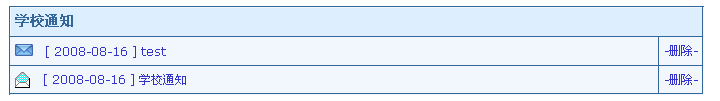 学校通知
[ 2008-08-16 ] test -删除-
[ 2008-08-16 ] 学校通知 -删除-